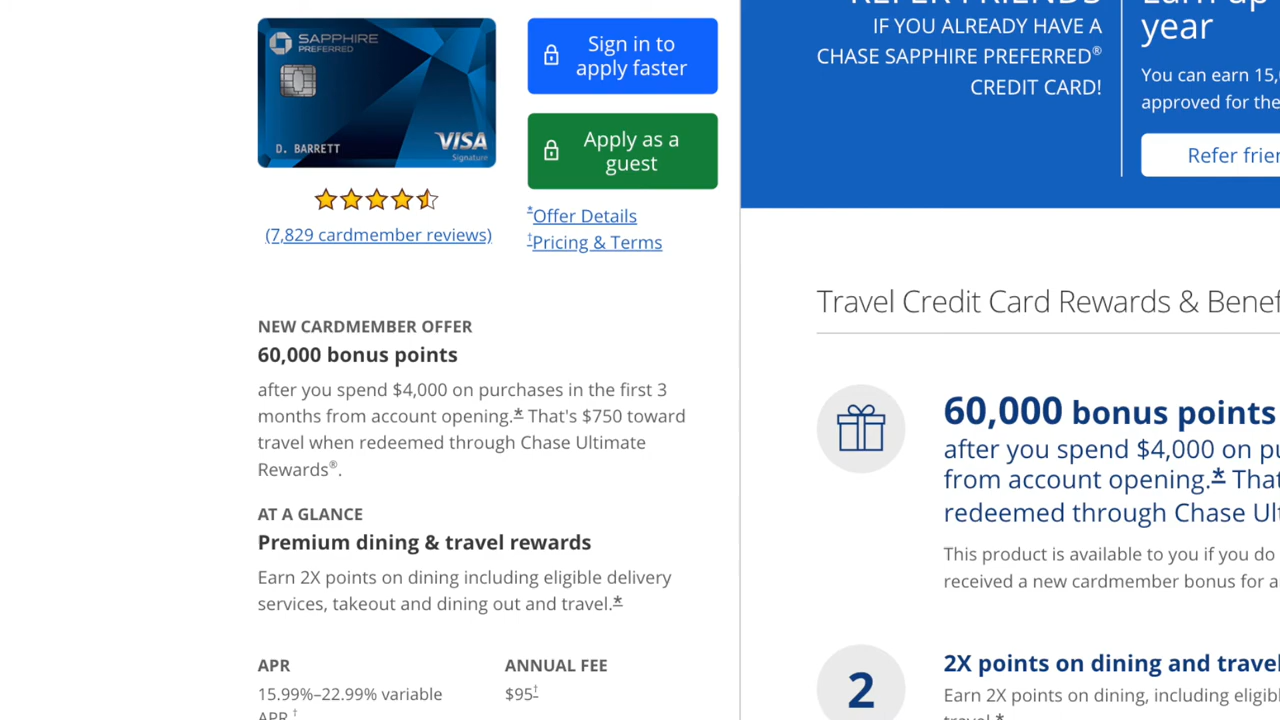 SAPPHIRE
PREFERRED
D. BARRETT
VISA
Signature
Sign in to
apply faster
Apply as a
guest
(7,829 cardmember reviews)
*Offer Details
†Pricing & Terms
NEW CARDMEMBER OFFER
60,000 bonus points
after you spend $4,000 on purchases in the first 3
months from account opening.* That's $750 toward
travel when redeemed through Chase Ultimate
Rewards®.
AT A GLANCE
Premium dining & travel rewards
Earn 2X points on dining including eligible delivery
services, takeout and dining out and travel.*
APR
15.99%–22.99% variable
APR †
ANNUAL FEE
$95†
REFER FRIENDS
IF YOU ALREADY HAVE A
CHASE SAPPHIRE PREFERRED®
CREDIT CARD!
Earn up
year
You can earn 15,
approved for the
Refer frien
Travel Credit Card Rewards & Benef
60,000 bonus points
after you spend $4,000 on pu
from account opening.* That
redeemed through Chase Ult
This product is available to you if you do
received a new cardmember bonus for a
2
2X points on dining and travel
Earn 2X points on dining, including eligibl
travel.*